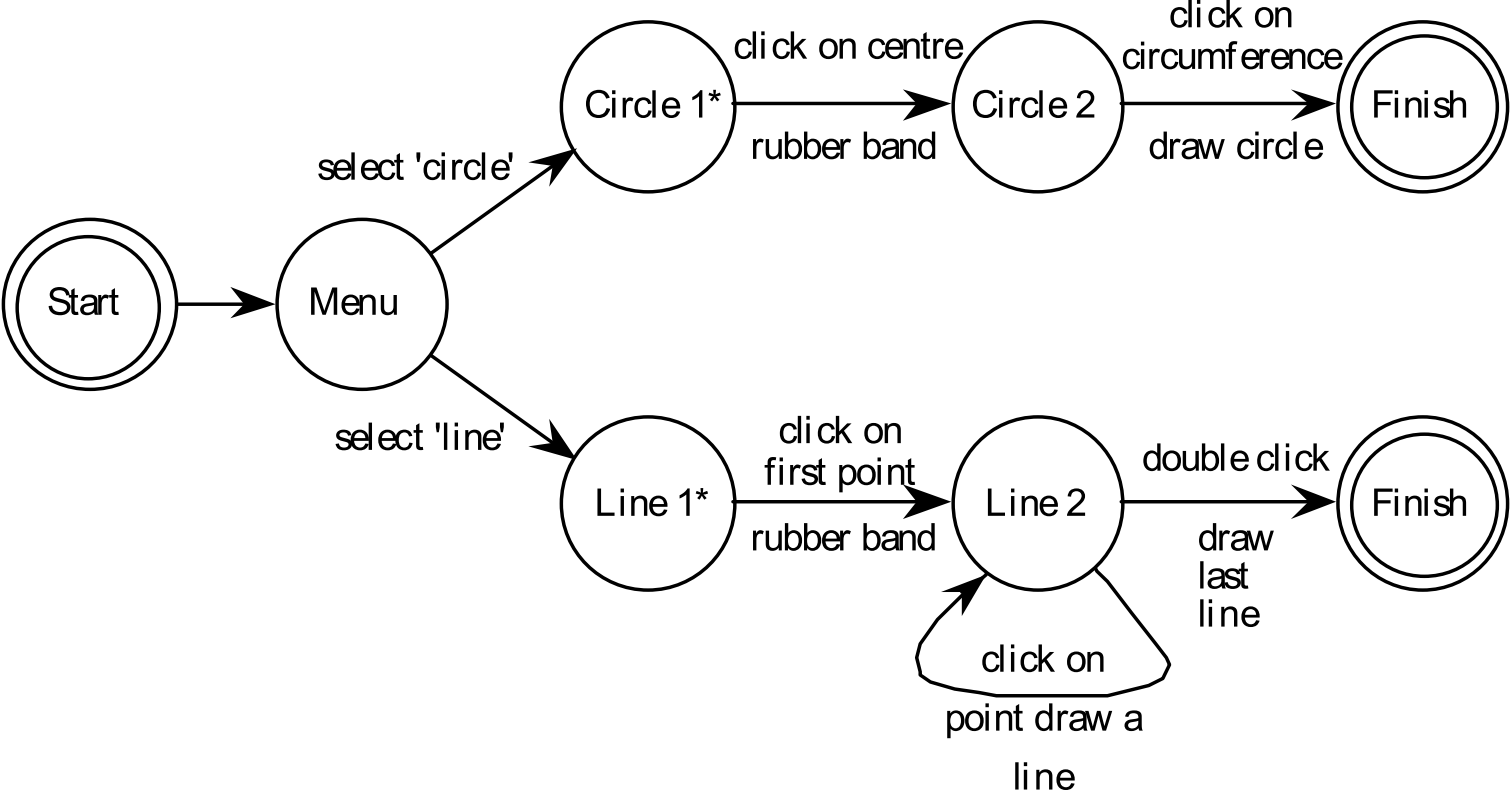 click on
click on centre
circumference
Circle 1*
Circle 2
Finish
rubber band
draw circle
select 'circle'
Start
Menu
select 'line'
click on
first point
double click
Line 1*
Line 2
Finish
rubber band
draw
last
line
click on
point draw a
line